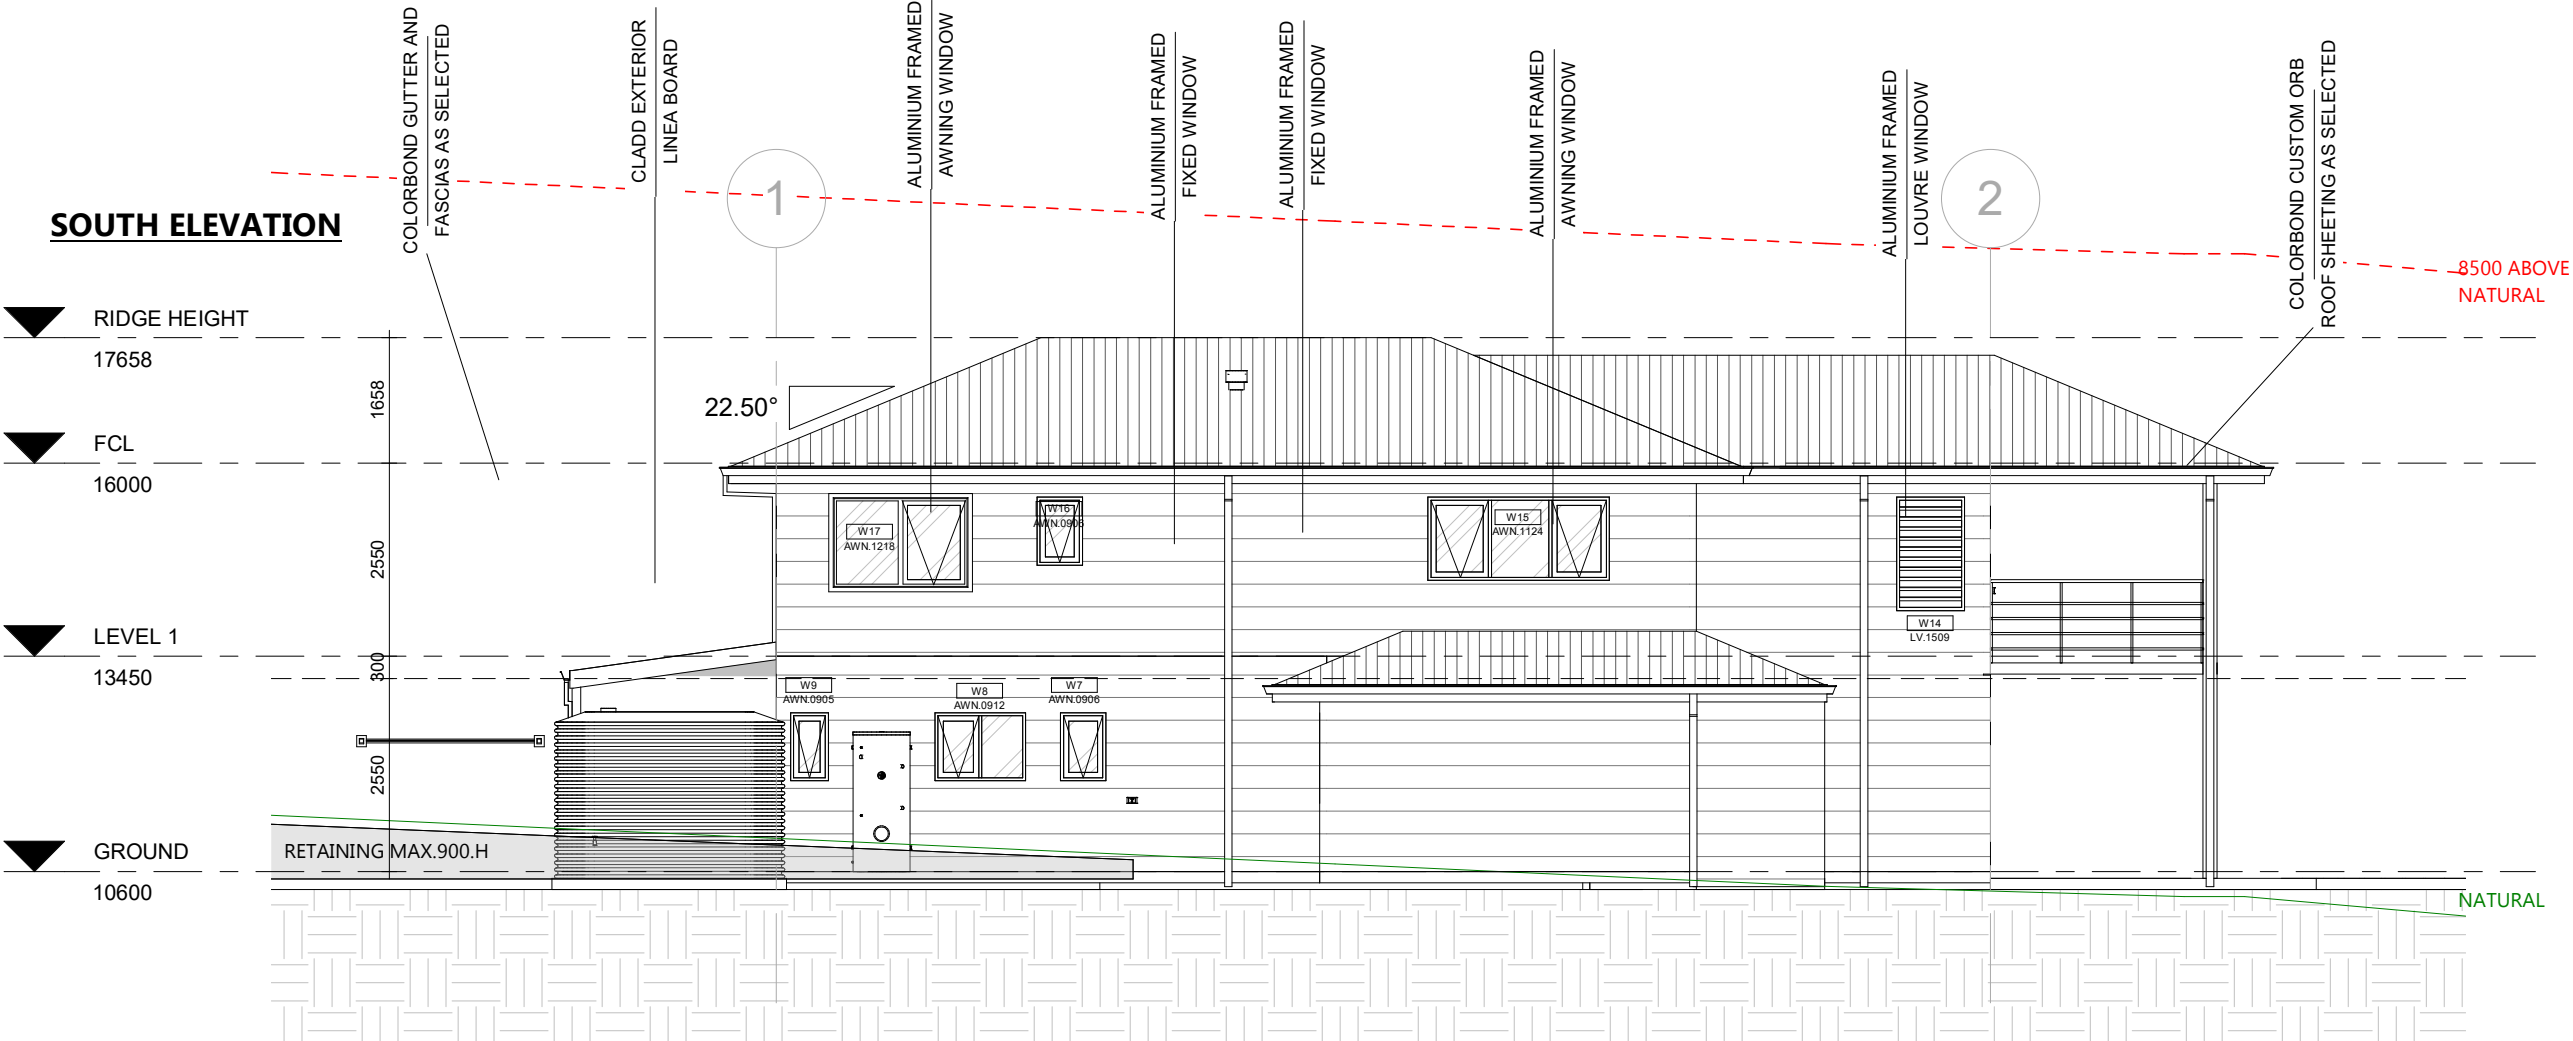 COLORBOND GUTTER AND
FASCIAS AS SELECTED
CLADD EXTERIOR
LINEA BOARD
ALUMINIUM FRAMED
AWNING WINDOW
ALUMINIUM FRAMED
FIXED WINDOW
ALUMINIUM FRAMED
FIXED WINDOW
ALUMINIUM FRAMED
AWNING WINDOW
ALUMINIUM FRAMED
LOUVRE WINDOW
COLORBOND CUSTOM ORB
ROOF SHEETING AS SELECTED
1
2
SOUTH ELEVATION
8500 ABOVE
NATURAL
RIDGE HEIGHT
17658
1658
22.50°
FCL
16000
W17
AWN.1218
W16
AWN.0906
W15
AWN.1124
2550
W14
LV.1509
LEVEL 1
13450
300
W9
AWN.0905
W8
AWN.0912
W7
AWN.0906
2550
GROUND
10600
RETAINING MAX.900.H
NATURAL